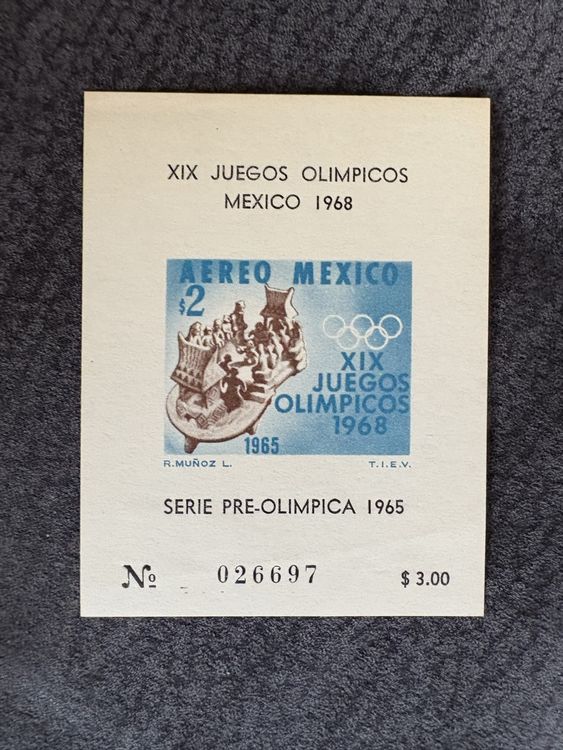 XIX JUEGOS OLIMPICOS
MEXICO 1968
AEREO MEXICO
$2
XIX
JUEGOS
OLIMPICOS
1968
1965
R.MUÑOZ L. T.I.E.V.
SERIE PRE-OLIMPICA 1965
Nº 026697 $ 3.00